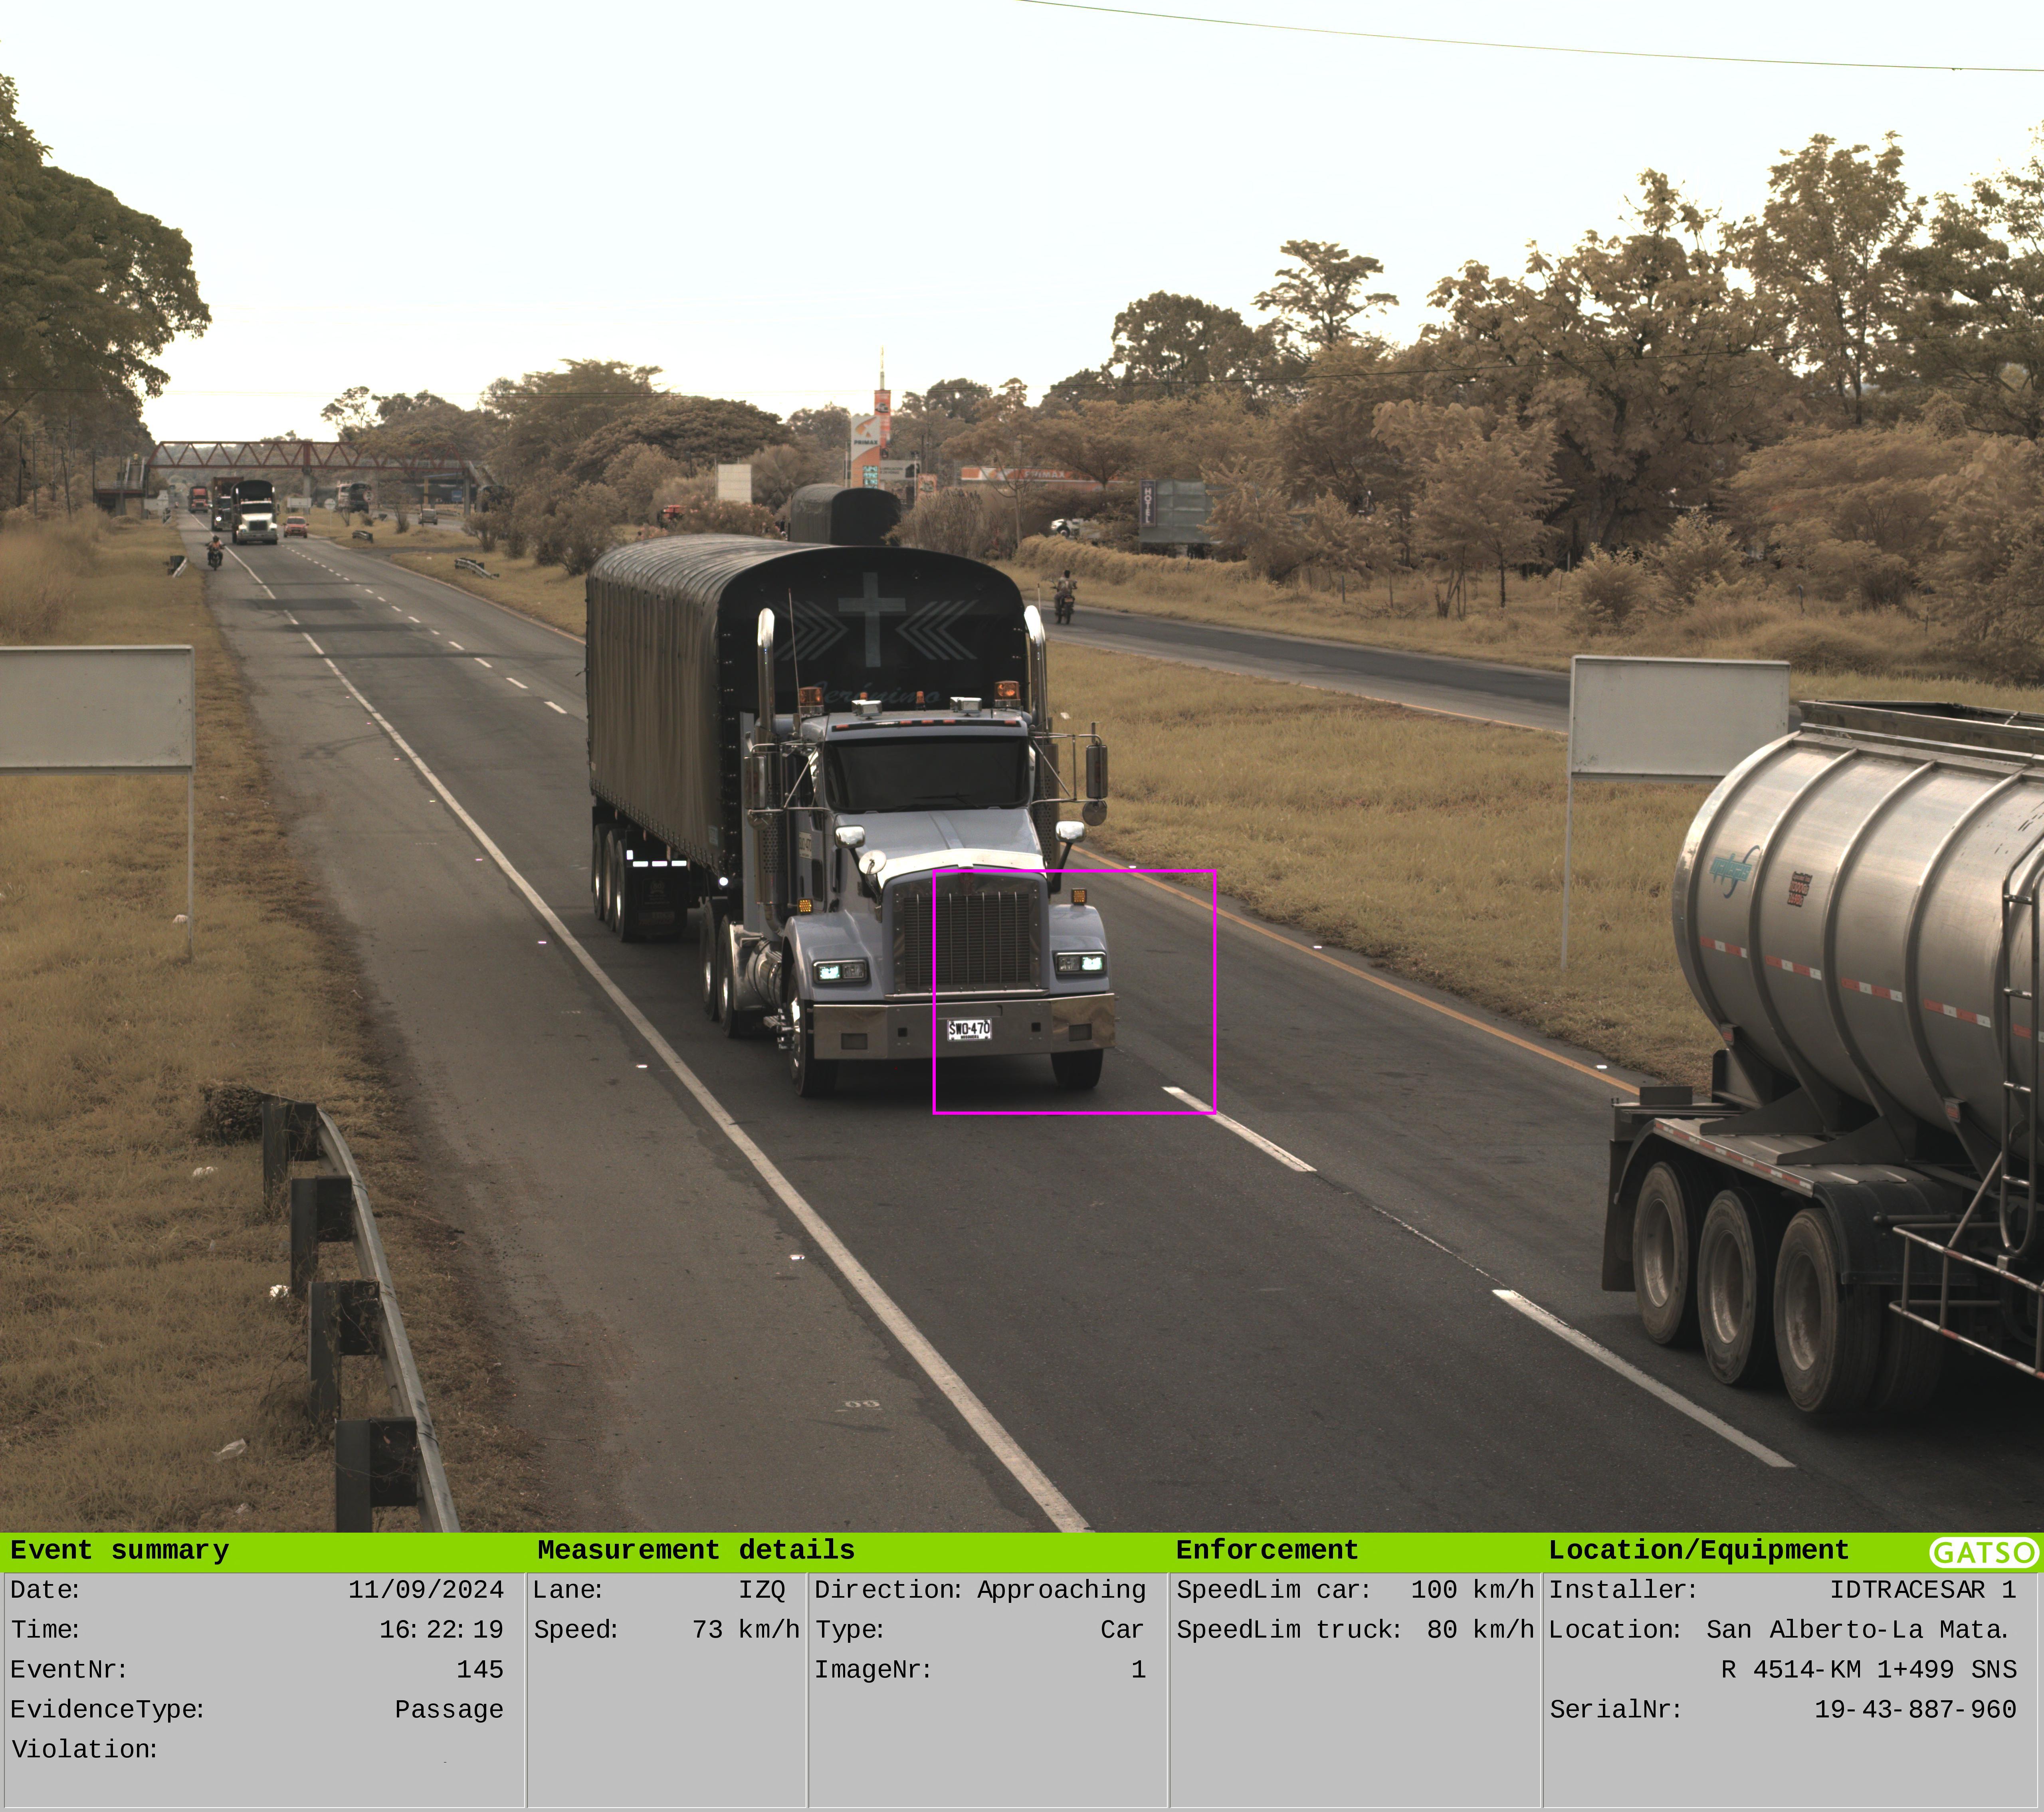 PRIMAX
PRIMAX
HOTEL
Gerónimo
SWO-470
Event summary
Measurement details
Enforcement
Location/Equipment
GATSO
Date: 11/09/2024
Lane: IZQ
Direction: Approaching
SpeedLim car: 100 km/h
Installer: IDTRACESAR 1
Time: 16:22:19
Speed: 73 km/h
Type: Car
SpeedLim truck: 80 km/h
Location: San Alberto-La Mata.
EventNr: 145
ImageNr: 1
R 4514-KM 1+499 SNS
EvidenceType: Passage
SerialNr: 19-43-887-960
Violation: